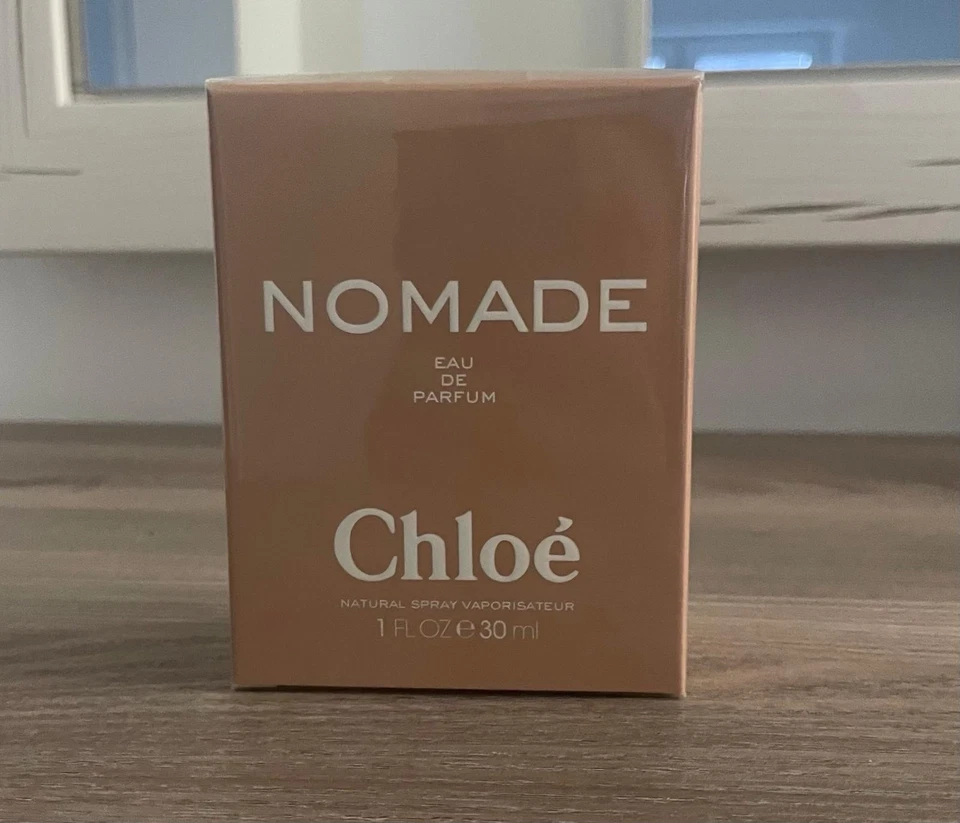 NOMADE
EAU
DE
PARFUM
Chloé
NATURAL SPRAY VAPORISATEUR
1 FL OZ ℮ 30 ml